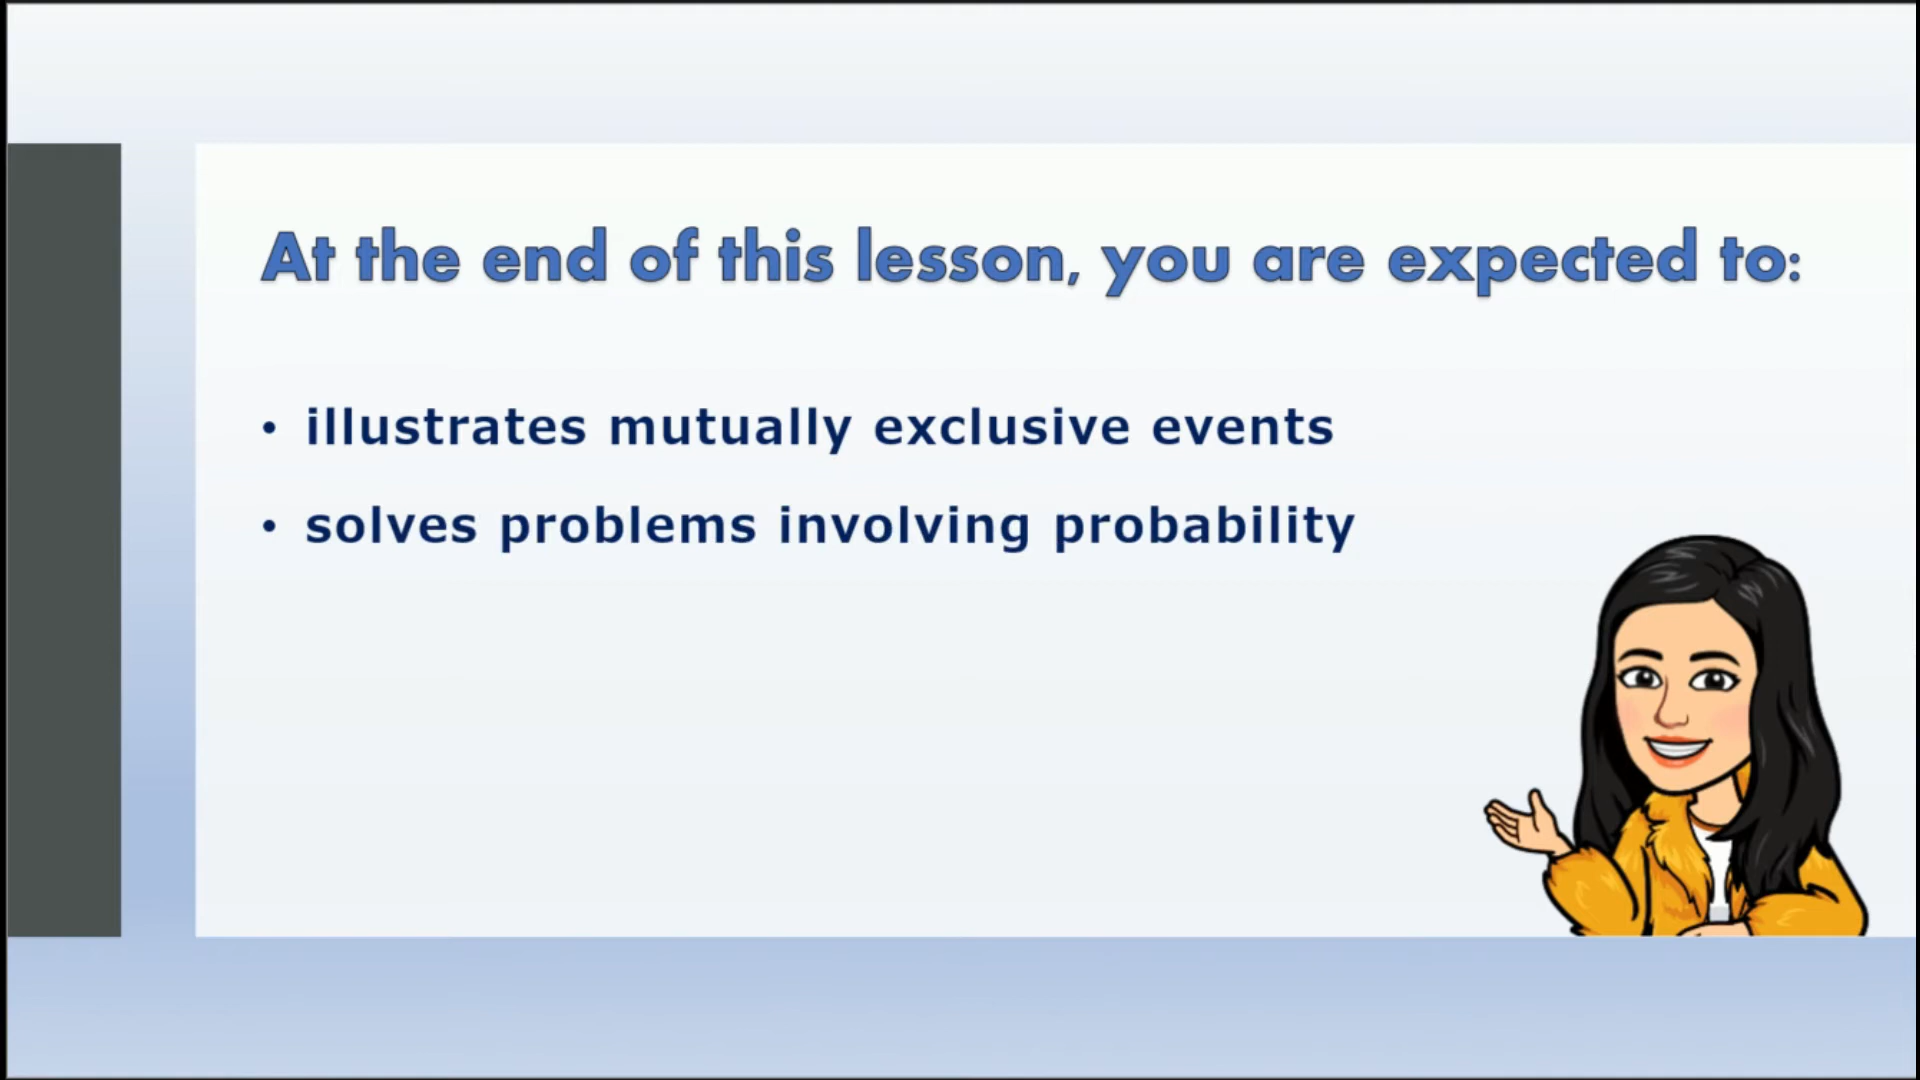 At the end of this lesson, you are expected to:
• illustrates mutually exclusive events
• solves problems involving probability